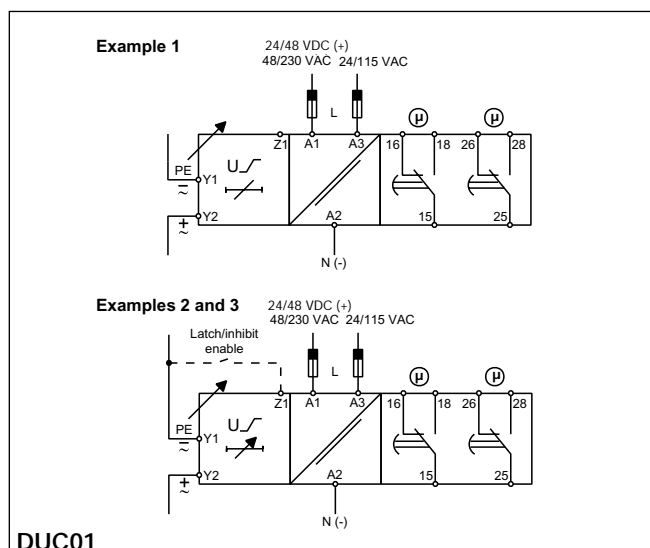 Example 1
24/48 VDC (+)
48/230 VAC 24/115 VAC
L
µ µ
Z1 A1 A3 16 18 26 28
PE
U
Y1
Y2
A2
15 25
N (-)
Examples 2 and 3
24/48 VDC (+)
48/230 VAC 24/115 VAC
Latch/inhibit
enable
L
µ µ
Z1 A1 A3 16 18 26 28
PE
U
Y1
Y2
A2
15 25
N (-)
DUC01